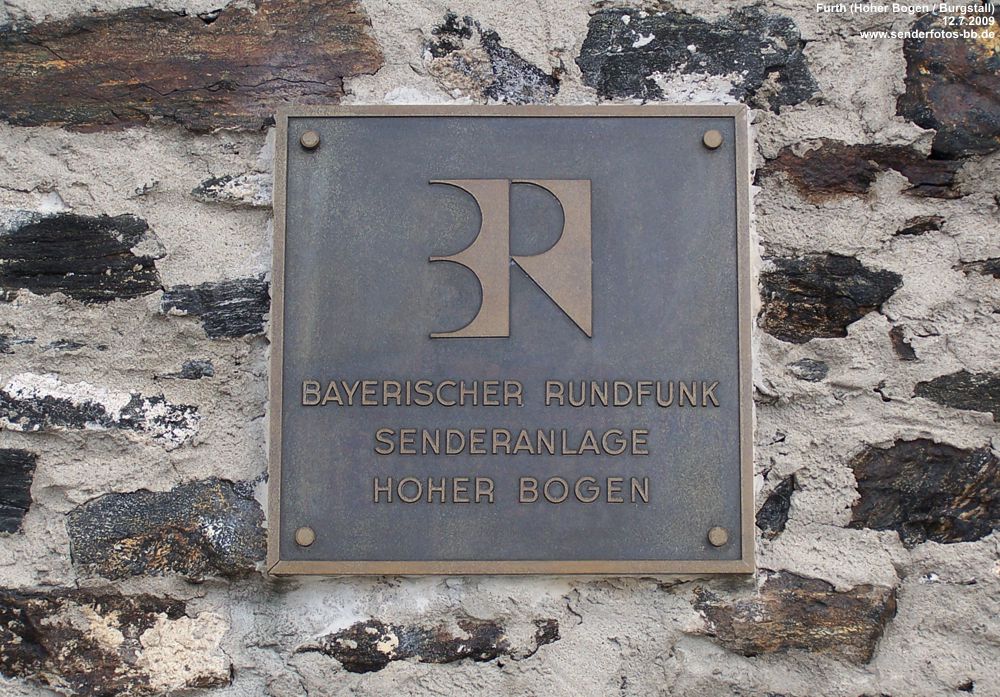 Furth (Hoher Bogen / Burgstall)
12.7.2009
www.senderfotos-bb.de
BR
BAYERISCHER RUNDFUNK
SENDERANLAGE
HOHER BOGEN